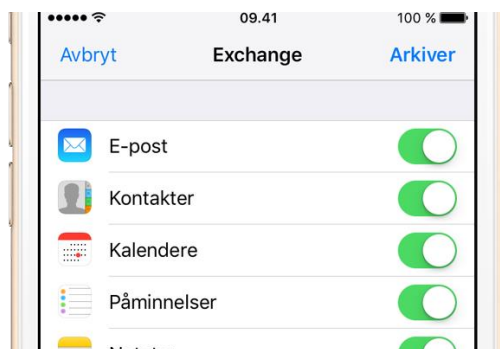 09.41 100 %
Avbryt Exchange Arkiver
E-post
Kontakter
Kalendere
Påminnelser